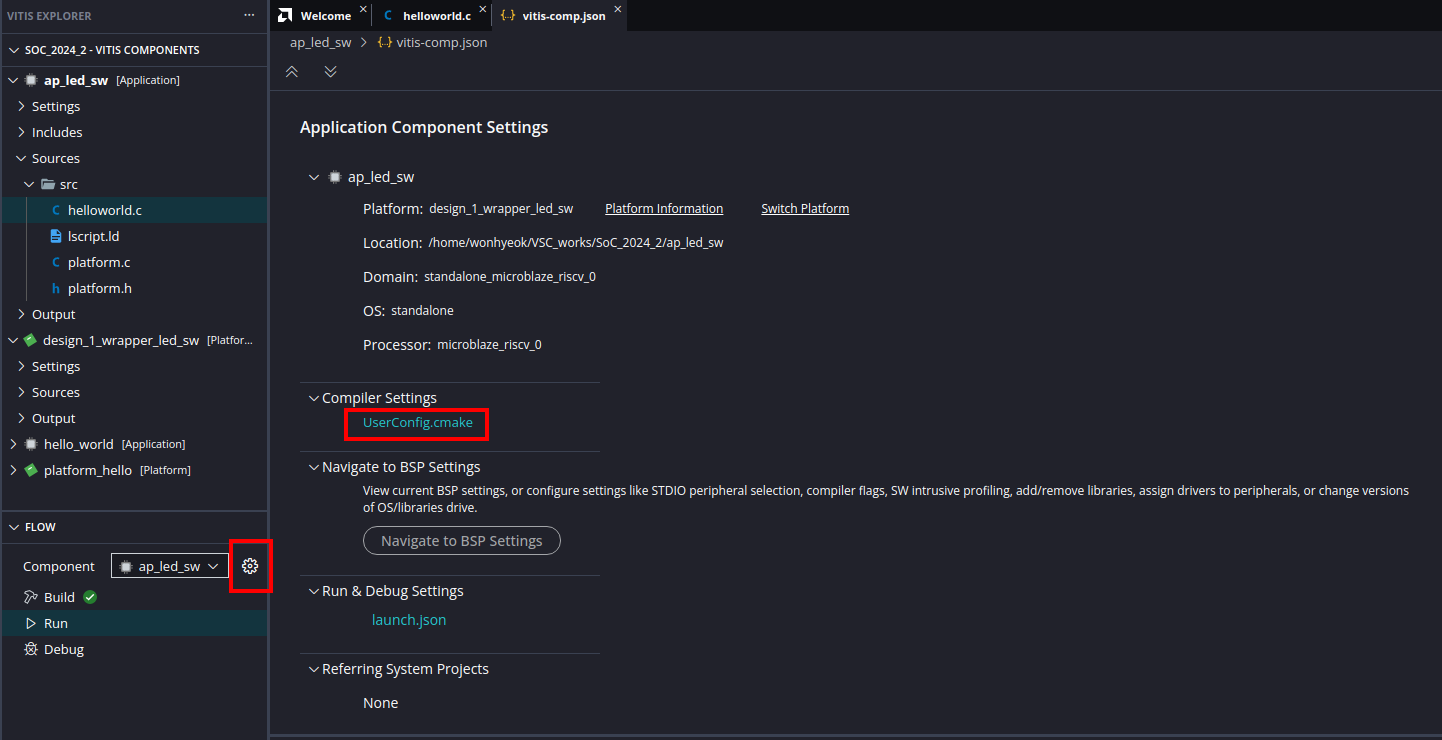 VITIS EXPLORER
SOC_2024_2 - VITIS COMPONENTS
ap_led_sw [Application]
Settings
Includes
Sources
src
C helloworld.c
lscript.ld
C platform.c
h platform.h
Output
design_1_wrapper_led_sw [Platfor...
Settings
Sources
Output
hello_world [Application]
platform_hello [Platform]
FLOW
Component ap_led_sw
Build
Run
Debug
Welcome
C helloworld.c
{..} vitis-comp.json
ap_led_sw > {..} vitis-comp.json
Application Component Settings
ap_led_sw
Platform: design_1_wrapper_led_sw Platform Information Switch Platform
Location: /home/wonhyeok/VSC_works/SoC_2024_2/ap_led_sw
Domain: standalone_microblaze_riscv_0
OS: standalone
Processor: microblaze_riscv_0
Compiler Settings
UserConfig.cmake
Navigate to BSP Settings
View current BSP settings, or configure settings like STDIO peripheral selection, compiler flags, SW intrusive profiling, add/remove libraries, assign drivers to peripherals, or change versions
of OS/libraries drive.
Navigate to BSP Settings
Run & Debug Settings
launch.json
Referring System Projects
None